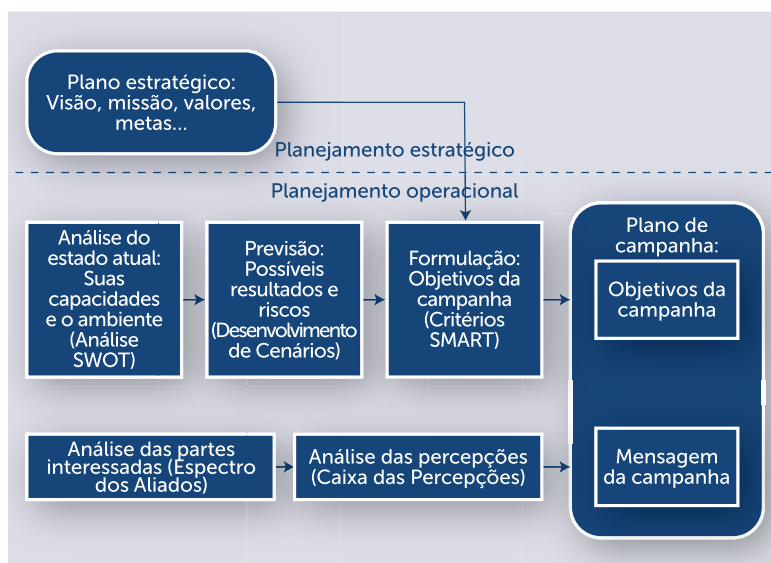 Plano estratégico:
Visão, missão, valores,
metas...
Planejamento estratégico
Planejamento operacional
Análise do
estado atual:
Suas
capacidades
e o ambiente
(Análise
SWOT)
Previsão:
Possíveis
resultados e
riscos
(Desenvolvimento
de Cenários)
Formulação:
Objetivos da
campanha
(Critérios
SMART)
Plano de
campanha:
Objetivos da
campanha
Análise das partes
interessadas (Espectro
dos Aliados)
Análise das percepções
(Caixa das Percepções)
Mensagem
da campanha